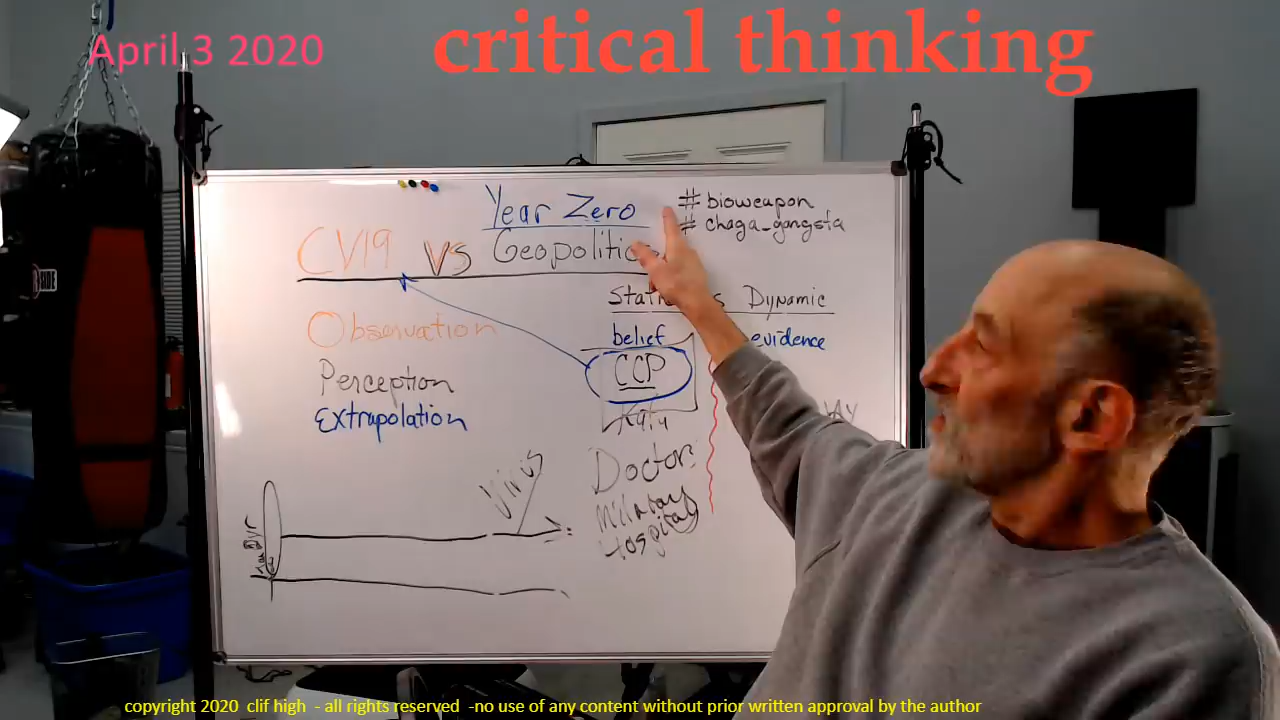 April 3 2020
critical thinking
Year Zero
# bioweapon
# chaga_gangsta
CV19 vs Geopolitic
Dynamic
Observation
belief
evidence
Perception
CCP
Extrapolation
Virus
Doctor
Military
Hospital
copyright 2020 clif high - all rights reserved -no use of any content without prior written approval by the author